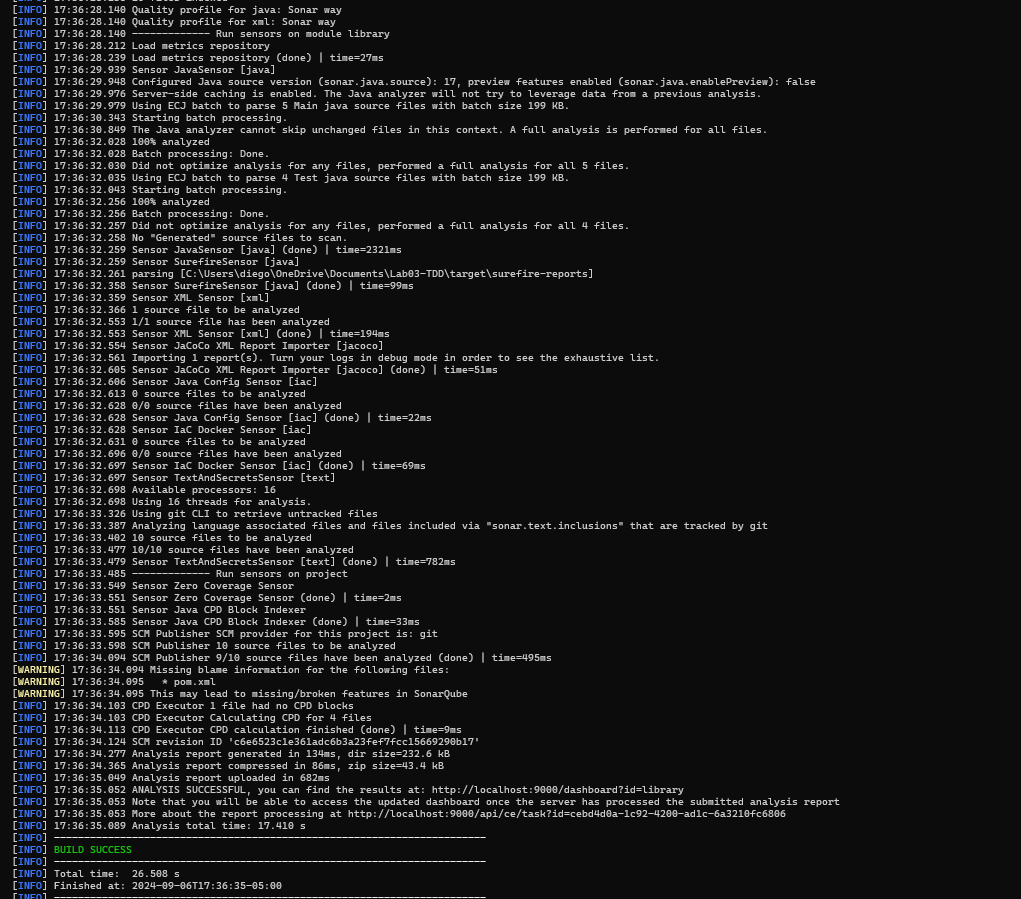 [INFO] 17:36:28.140 Quality profile for java: Sonar way
[INFO] 17:36:28.140 Quality profile for xml: Sonar way
[INFO] 17:36:28.140 ------------- Run sensors on module library
[INFO] 17:36:28.212 Load metrics repository
[INFO] 17:36:28.239 Load metrics repository (done) | time=27ms
[INFO] 17:36:29.939 Sensor JavaSensor [java]
[INFO] 17:36:29.948 Configured Java source version (sonar.java.source): 17, preview features enabled (sonar.java.enablePreview): false
[INFO] 17:36:29.976 Server-side caching is enabled. The Java analyzer will not try to leverage data from a previous analysis.
[INFO] 17:36:29.979 Using ECJ batch to parse 5 Main java source files with batch size 199 KB.
[INFO] 17:36:30.343 Starting batch processing.
[INFO] 17:36:30.849 The Java analyzer cannot skip unchanged files in this context. A full analysis is performed for all files.
[INFO] 17:36:32.028 100% analyzed
[INFO] 17:36:32.028 Batch processing: Done.
[INFO] 17:36:32.030 Did not optimize analysis for any files, performed a full analysis for all 5 files.
[INFO] 17:36:32.035 Using ECJ batch to parse 4 Test java source files with batch size 199 KB.
[INFO] 17:36:32.043 Starting batch processing.
[INFO] 17:36:32.256 100% analyzed
[INFO] 17:36:32.256 Batch processing: Done.
[INFO] 17:36:32.257 Did not optimize analysis for any files, performed a full analysis for all 4 files.
[INFO] 17:36:32.258 No "Generated" source files to scan.
[INFO] 17:36:32.259 Sensor JavaSensor [java] (done) | time=2321ms
[INFO] 17:36:32.259 Sensor SurefireSensor [java]
[INFO] 17:36:32.261 parsing [C:\Users\diego\OneDrive\Documents\Lab03-TDD\target\surefire-reports]
[INFO] 17:36:32.358 Sensor SurefireSensor [java] (done) | time=99ms
[INFO] 17:36:32.359 Sensor XML Sensor [xml]
[INFO] 17:36:32.366 1 source file to be analyzed
[INFO] 17:36:32.553 1/1 source file has been analyzed
[INFO] 17:36:32.553 Sensor XML Sensor [xml] (done) | time=194ms
[INFO] 17:36:32.554 Sensor JaCoCo XML Report Importer [jacoco]
[INFO] 17:36:32.561 Importing 1 report(s). Turn your logs in debug mode in order to see the exhaustive list.
[INFO] 17:36:32.605 Sensor JaCoCo XML Report Importer [jacoco] (done) | time=51ms
[INFO] 17:36:32.606 Sensor Java Config Sensor [iac]
[INFO] 17:36:32.613 0 source files to be analyzed
[INFO] 17:36:32.628 0/0 source files have been analyzed
[INFO] 17:36:32.628 Sensor Java Config Sensor [iac] (done) | time=22ms
[INFO] 17:36:32.628 Sensor IaC Docker Sensor [iac]
[INFO] 17:36:32.631 0 source files to be analyzed
[INFO] 17:36:32.696 0/0 source files have been analyzed
[INFO] 17:36:32.697 Sensor IaC Docker Sensor [iac] (done) | time=69ms
[INFO] 17:36:32.697 Sensor TextAndSecretsSensor [text]
[INFO] 17:36:32.698 Available processors: 16
[INFO] 17:36:32.698 Using 16 threads for analysis.
[INFO] 17:36:33.326 Using git CLI to retrieve untracked files
[INFO] 17:36:33.387 Analyzing language associated files and files included via "sonar.text.inclusions" that are tracked by git
[INFO] 17:36:33.402 10 source files to be analyzed
[INFO] 17:36:33.477 10/10 source files have been analyzed
[INFO] 17:36:33.479 Sensor TextAndSecretsSensor [text] (done) | time=782ms
[INFO] 17:36:33.485 ------------- Run sensors on project
[INFO] 17:36:33.549 Sensor Zero Coverage Sensor
[INFO] 17:36:33.551 Sensor Zero Coverage Sensor (done) | time=2ms
[INFO] 17:36:33.551 Sensor Java CPD Block Indexer
[INFO] 17:36:33.585 Sensor Java CPD Block Indexer (done) | time=33ms
[INFO] 17:36:33.595 SCM Publisher SCM provider for this project is: git
[INFO] 17:36:33.598 SCM Publisher 10 source files to be analyzed
[INFO] 17:36:34.094 SCM Publisher 9/10 source files have been analyzed (done) | time=495ms
[WARNING] 17:36:34.094 Missing blame information for the following files:
[WARNING] 17:36:34.095   * pom.xml
[WARNING] 17:36:34.095 This may lead to missing/broken features in SonarQube
[INFO] 17:36:34.103 CPD Executor 1 file had no CPD blocks
[INFO] 17:36:34.103 CPD Executor Calculating CPD for 4 files
[INFO] 17:36:34.113 CPD Executor CPD calculation finished (done) | time=9ms
[INFO] 17:36:34.124 SCM revision ID 'c6e6523c1e361adc6b3a23fef7fcc15669290b17'
[INFO] 17:36:34.277 Analysis report generated in 134ms, dir size=232.6 kB
[INFO] 17:36:34.365 Analysis report compressed in 86ms, zip size=43.4 kB
[INFO] 17:36:35.049 Analysis report uploaded in 682ms
[INFO] 17:36:35.052 ANALYSIS SUCCESSFUL, you can find the results at: http://localhost:9000/dashboard?id=library
[INFO] 17:36:35.053 Note that you will be able to access the updated dashboard once the server has processed the submitted analysis report
[INFO] 17:36:35.053 More about the report processing at http://localhost:9000/api/ce/task?id=cebd4d0a-1c92-4200-ad1c-6a3210fc6806
[INFO] 17:36:35.089 Analysis total time: 17.410 s
[INFO] ------------------------------------------------------------------------
[INFO] BUILD SUCCESS
[INFO] ------------------------------------------------------------------------
[INFO] Total time:  26.508 s
[INFO] Finished at: 2024-09-06T17:36:35-05:00
[INFO] ------------------------------------------------------------------------